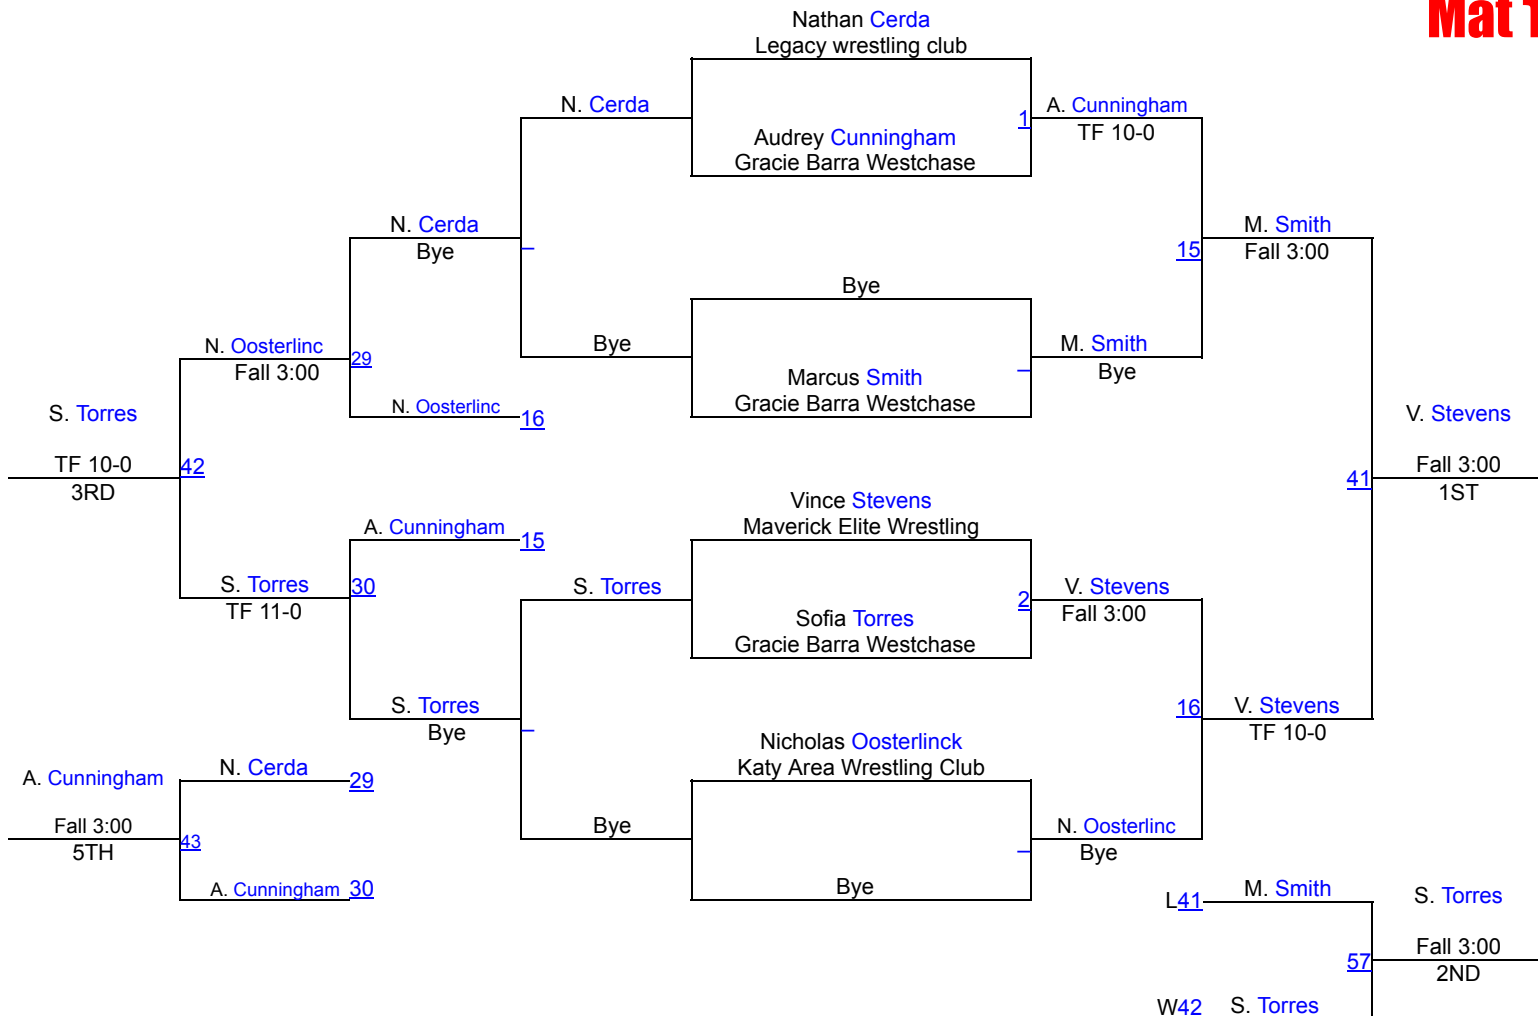 Mat 1
Nathan Cerda
Legacy wrestling club
N. Cerda
1
A. Cunningham
TF 10-0
Audrey Cunningham
Gracie Barra Westchase
N. Cerda
Bye
15
M. Smith
Fall 3:00
Bye
N. Oosterlinc
Fall 3:00
29
Bye
M. Smith
Bye
Marcus Smith
Gracie Barra Westchase
N. Oosterlinc
16
S. Torres
TF 10-0
3RD
42
41
V. Stevens
Fall 3:00
1ST
Vince Stevens
Maverick Elite Wrestling
A. Cunningham
15
S. Torres
TF 11-0
30
S. Torres
2
V. Stevens
Fall 3:00
Sofia Torres
Gracie Barra Westchase
S. Torres
Bye
16
V. Stevens
TF 10-0
Nicholas Oosterlinck
Katy Area Wrestling Club
N. Cerda
29
A. Cunningham
Fall 3:00
5TH
43
Bye
N. Oosterlinc
Bye
A. Cunningham 30
Bye
L41
M. Smith
S. Torres
Fall 3:00
2ND
57
W42
S. Torres